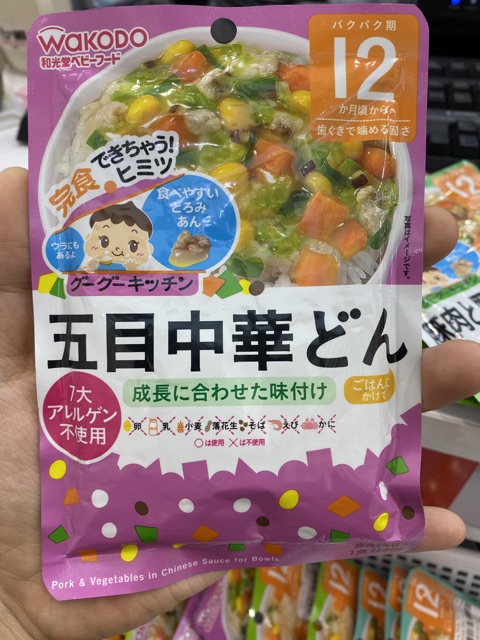 WAKODO
和光堂ベビーフード
パクパク期
12
か月頃から
歯ぐきで噛める固さ
完食
できちゃう!
ヒミツ
食べやすい
とろみ
あん
ウラにも
あるよ
グーグーキッチン
写真はイメージです。
五目中華どん
7大
アレルゲン
不使用
成長に合わせた味付け
ごはんに
かけて
卵 乳 小麦 落花生 そば えび かに
○は使用 ×は不使用
Pork & Vegetables in Chinese Sauce for Bowls
12
12
12